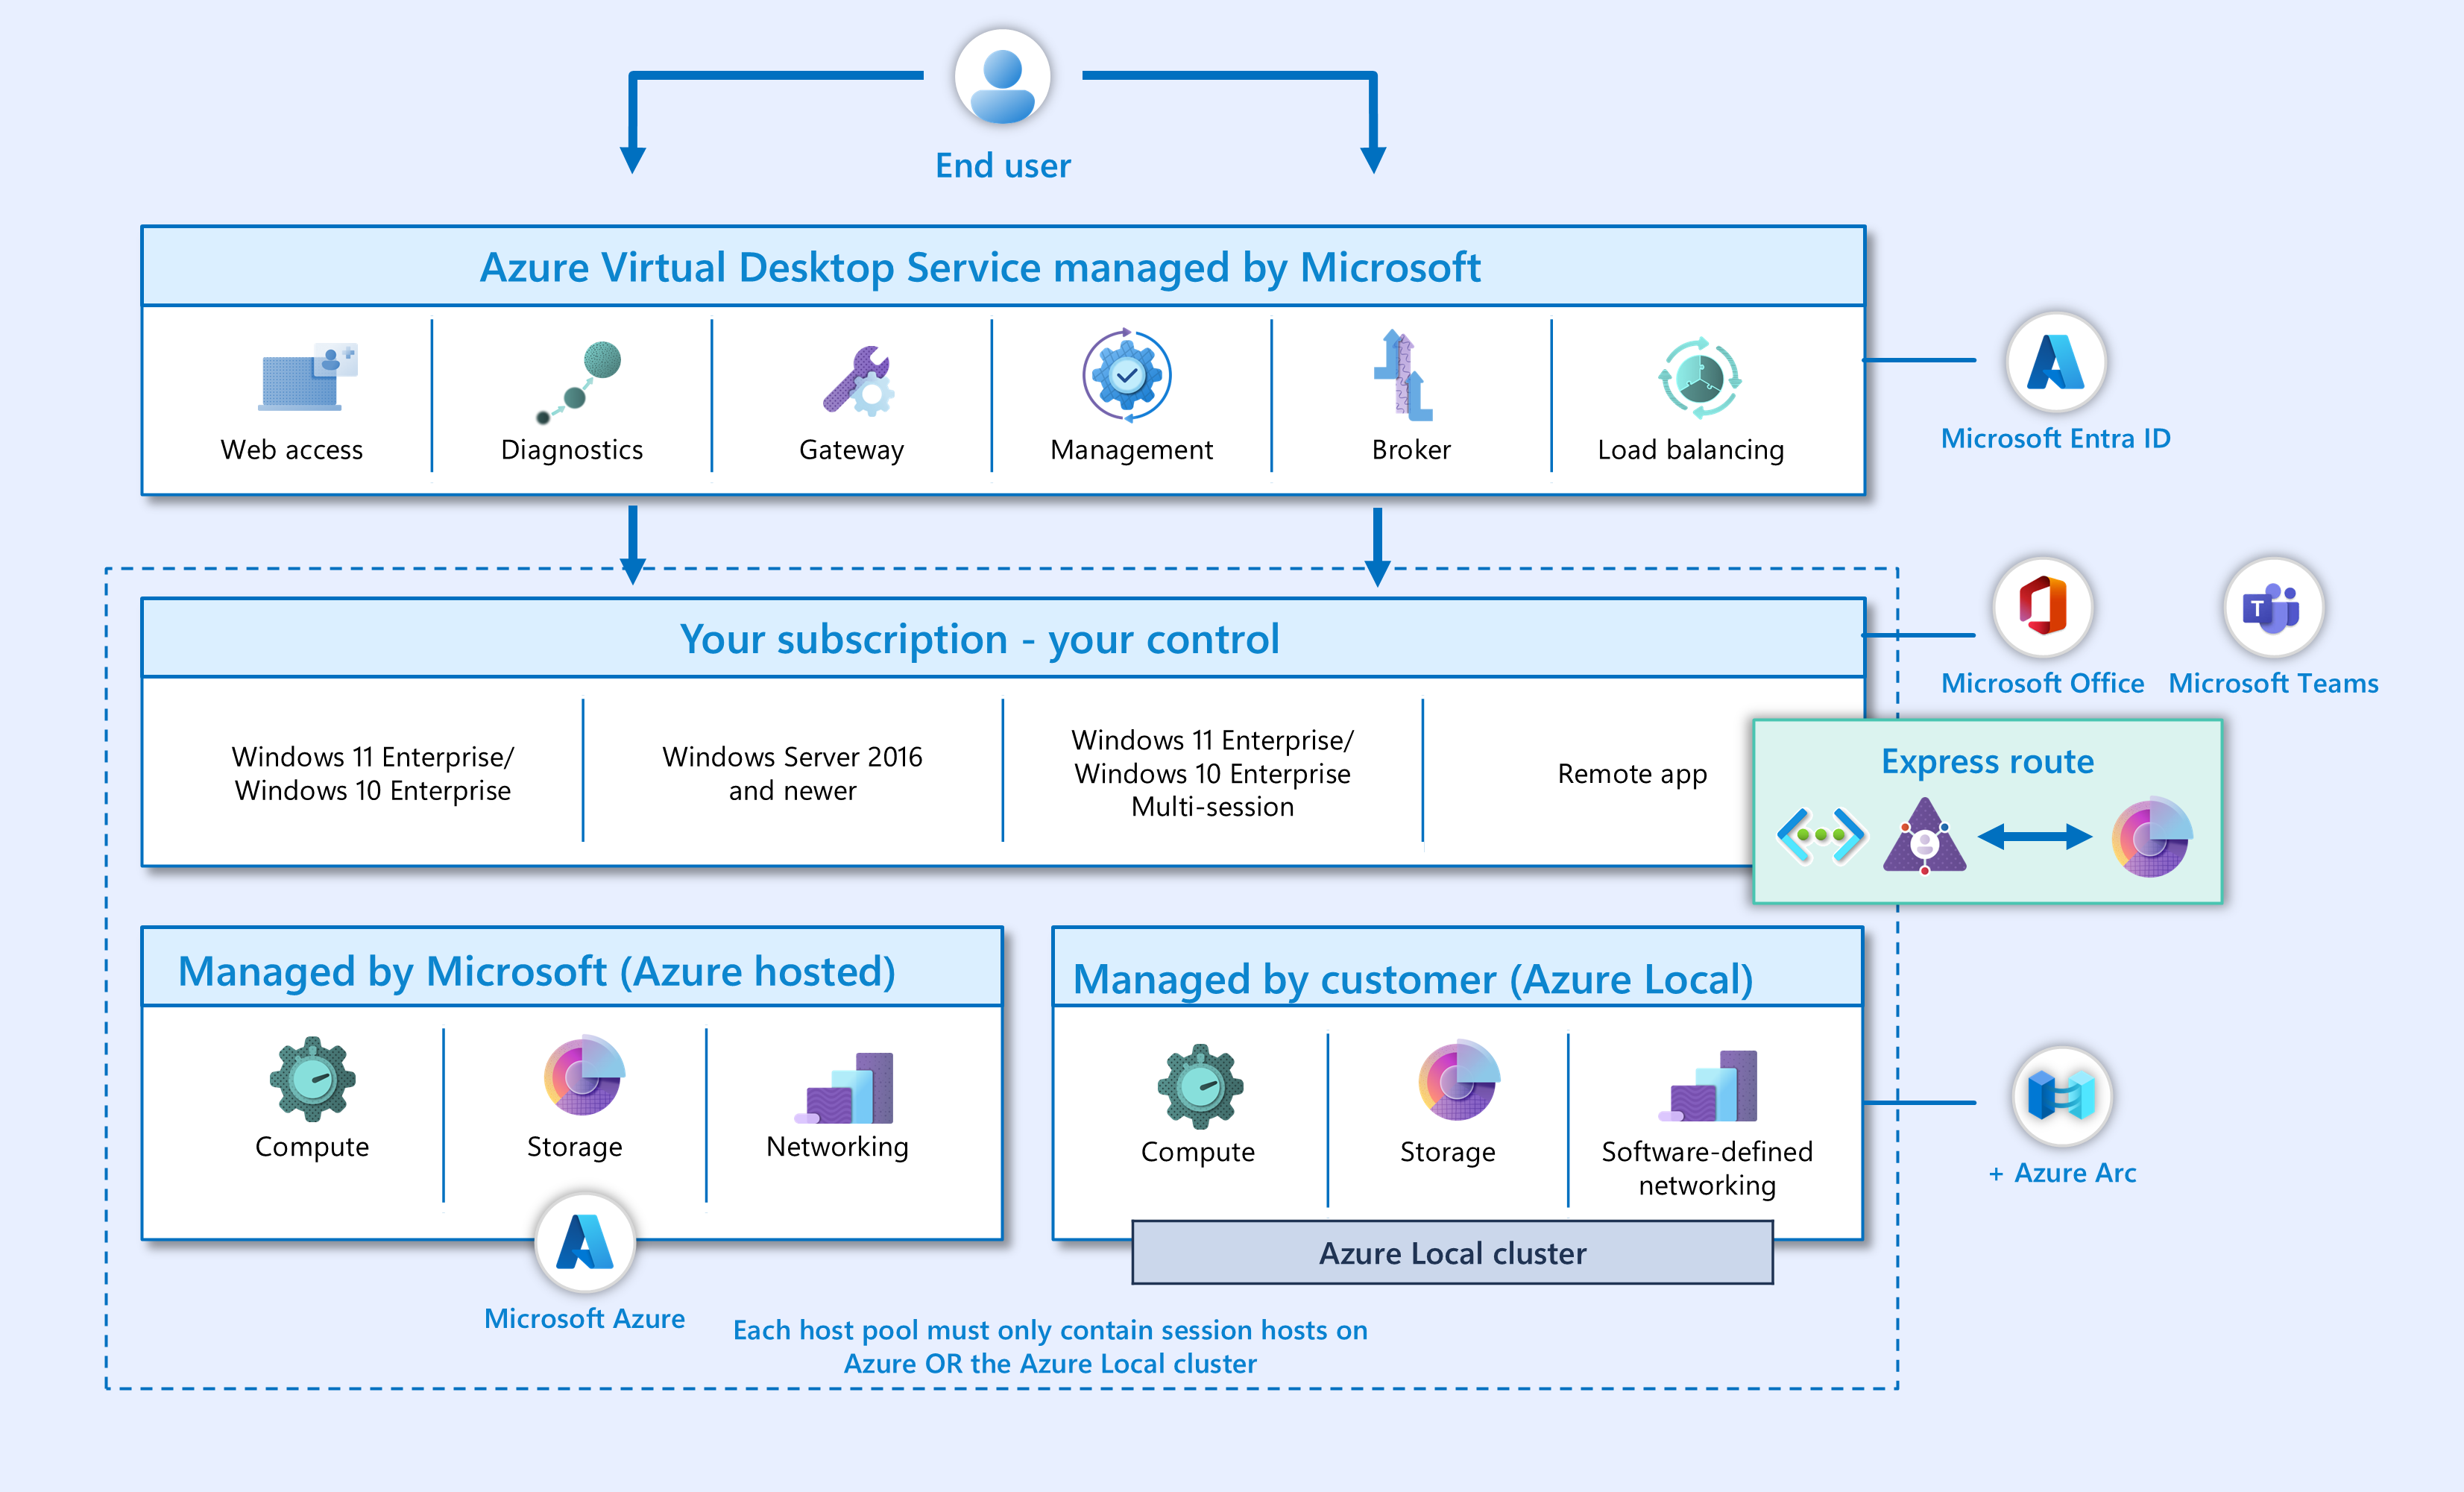 End user
Azure Virtual Desktop Service managed by Microsoft
Web access
Diagnostics
Gateway
Management
Broker
Load balancing
Microsoft Entra ID
Your subscription - your control
Microsoft Office
T
Microsoft Teams
Windows 11 Enterprise/
Windows 10 Enterprise
Windows Server 2016
and newer
Windows 11 Enterprise/
Windows 10 Enterprise
Multi-session
Remote app
Express route
Managed by Microsoft (Azure hosted)
Compute
Storage
Networking
Microsoft Azure
Managed by customer (Azure Local)
Compute
Storage
Software-defined
networking
Azure Local cluster
+ Azure Arc
Each host pool must only contain session hosts on
Azure OR the Azure Local cluster